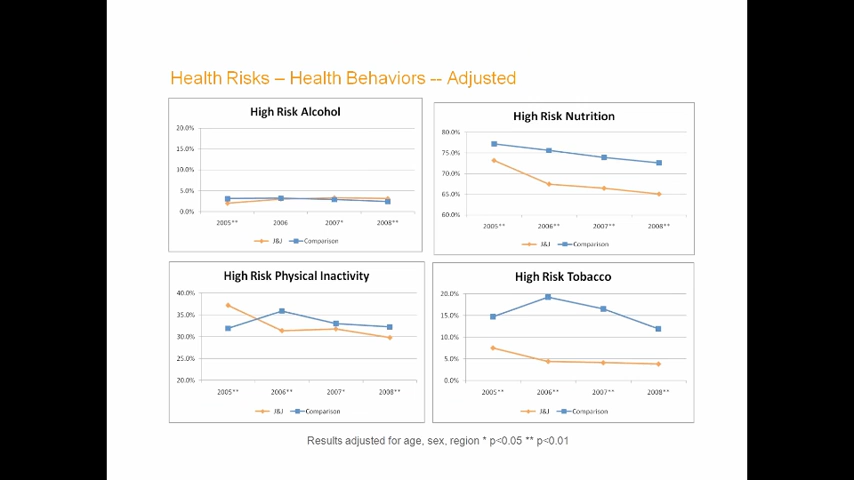 Health Risks – Health Behaviors -- Adjusted
High Risk Alcohol
20.0%
15.0%
10.0%
5.0%
0.0%
2005** 2006 2007* 2008**
J&J Comparison
High Risk Nutrition
80.0%
75.0%
70.0%
65.0%
60.0%
2005** 2006** 2007** 2008**
J&J Comparison
High Risk Physical Inactivity
40.0%
35.0%
30.0%
25.0%
20.0%
2005** 2006** 2007* 2008**
J&J Comparison
High Risk Tobacco
20.0%
15.0%
10.0%
5.0%
0.0%
2005** 2006** 2007** 2008**
J&J Comparison
Results adjusted for age, sex, region * p<0.05 ** p<0.01